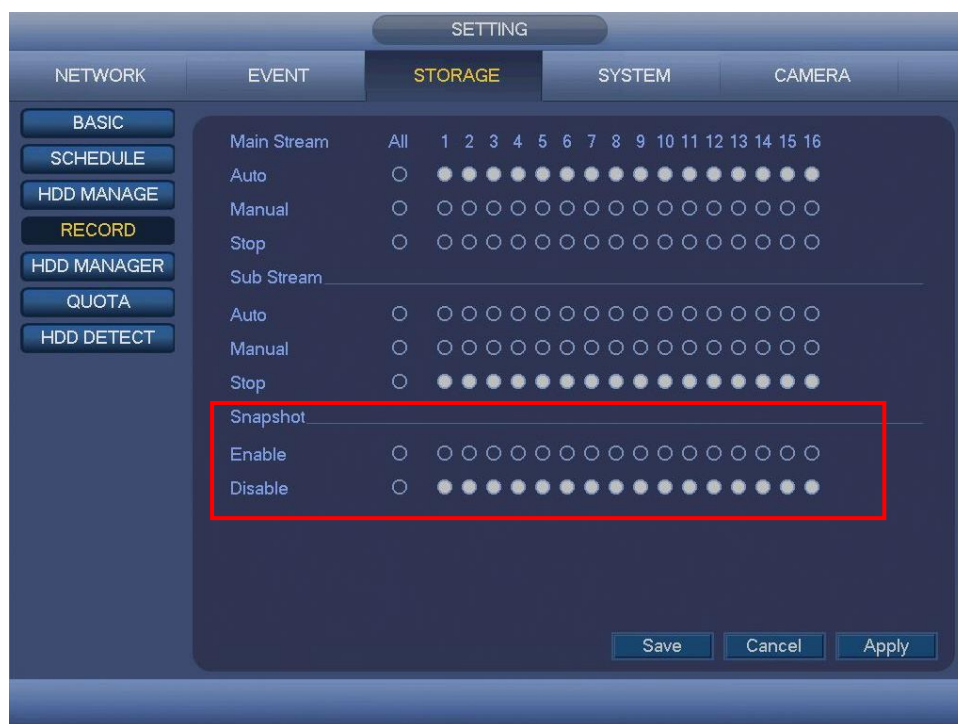 SETTING
NETWORK EVENT STORAGE SYSTEM CAMERA
BASIC
SCHEDULE
HDD MANAGE
RECORD
HDD MANAGER
QUOTA
HDD DETECT
Main Stream All 1 2 3 4 5 6 7 8 9 10 11 12 13 14 15 16
Auto
Manual
Stop
Sub Stream
Auto
Manual
Stop
Snapshot
Enable
Disable
Save Cancel Apply